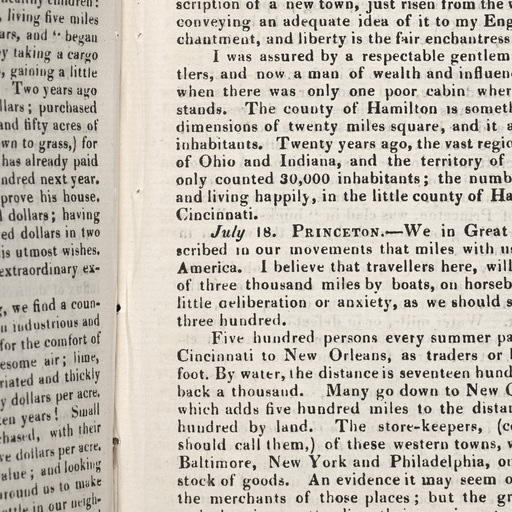 healthy children:
, living five miles
ars, and " began
y taking a cargo
, gaining a little
Two years ago
llars; purchased
and fifty acres of
wn to grass,) for
has already paid
ndred next year.
prove his house.
l dollars; having
ed dollars in two
is utmost wishes.
extraordinary ex-
, we find a coun-
n industrious and
for the comfort of
esome air; lime,
riated and thickly
y dollars per acre.
ten years! Small
chased, with their
ve dollars per acre.
alue; and looking
round us to make
ettle in our neigh-
scription of a new town, just risen from the w
conveying an adequate idea of it to my Eng
chantment, and liberty is the fair enchantress
I was assured by a respectable gentlem
tlers, and now a man of wealth and influen
when there was only one poor cabin wher
stands. The county of Hamilton is someth
dimensions of twenty miles square, and it a
inhabitants. Twenty years ago, the vast regio
of Ohio and Indiana, and the territory of
only counted 30,000 inhabitants; the numb
and living happily, in the little county of Ha
Cincinnati.
July 18. PRINCETON.—We in Great
scribed in our movements that miles with us
America. I believe that travellers here, will
of three thousand miles by boats, on horseb
little deliberation or anxiety, as we should s
three hundred.
Five hundred persons every summer pa
Cincinnati to New Orleans, as traders or b
foot. By water, the distance is seventeen hund
back a thousand. Many go down to New O
which adds five hundred miles to the distan
hundred by land. The store-keepers, (co
should call them,) of these western towns, v
Baltimore, New York and Philadelphia, on
stock of goods. An evidence it may seem o
the merchants of those places; but the gr